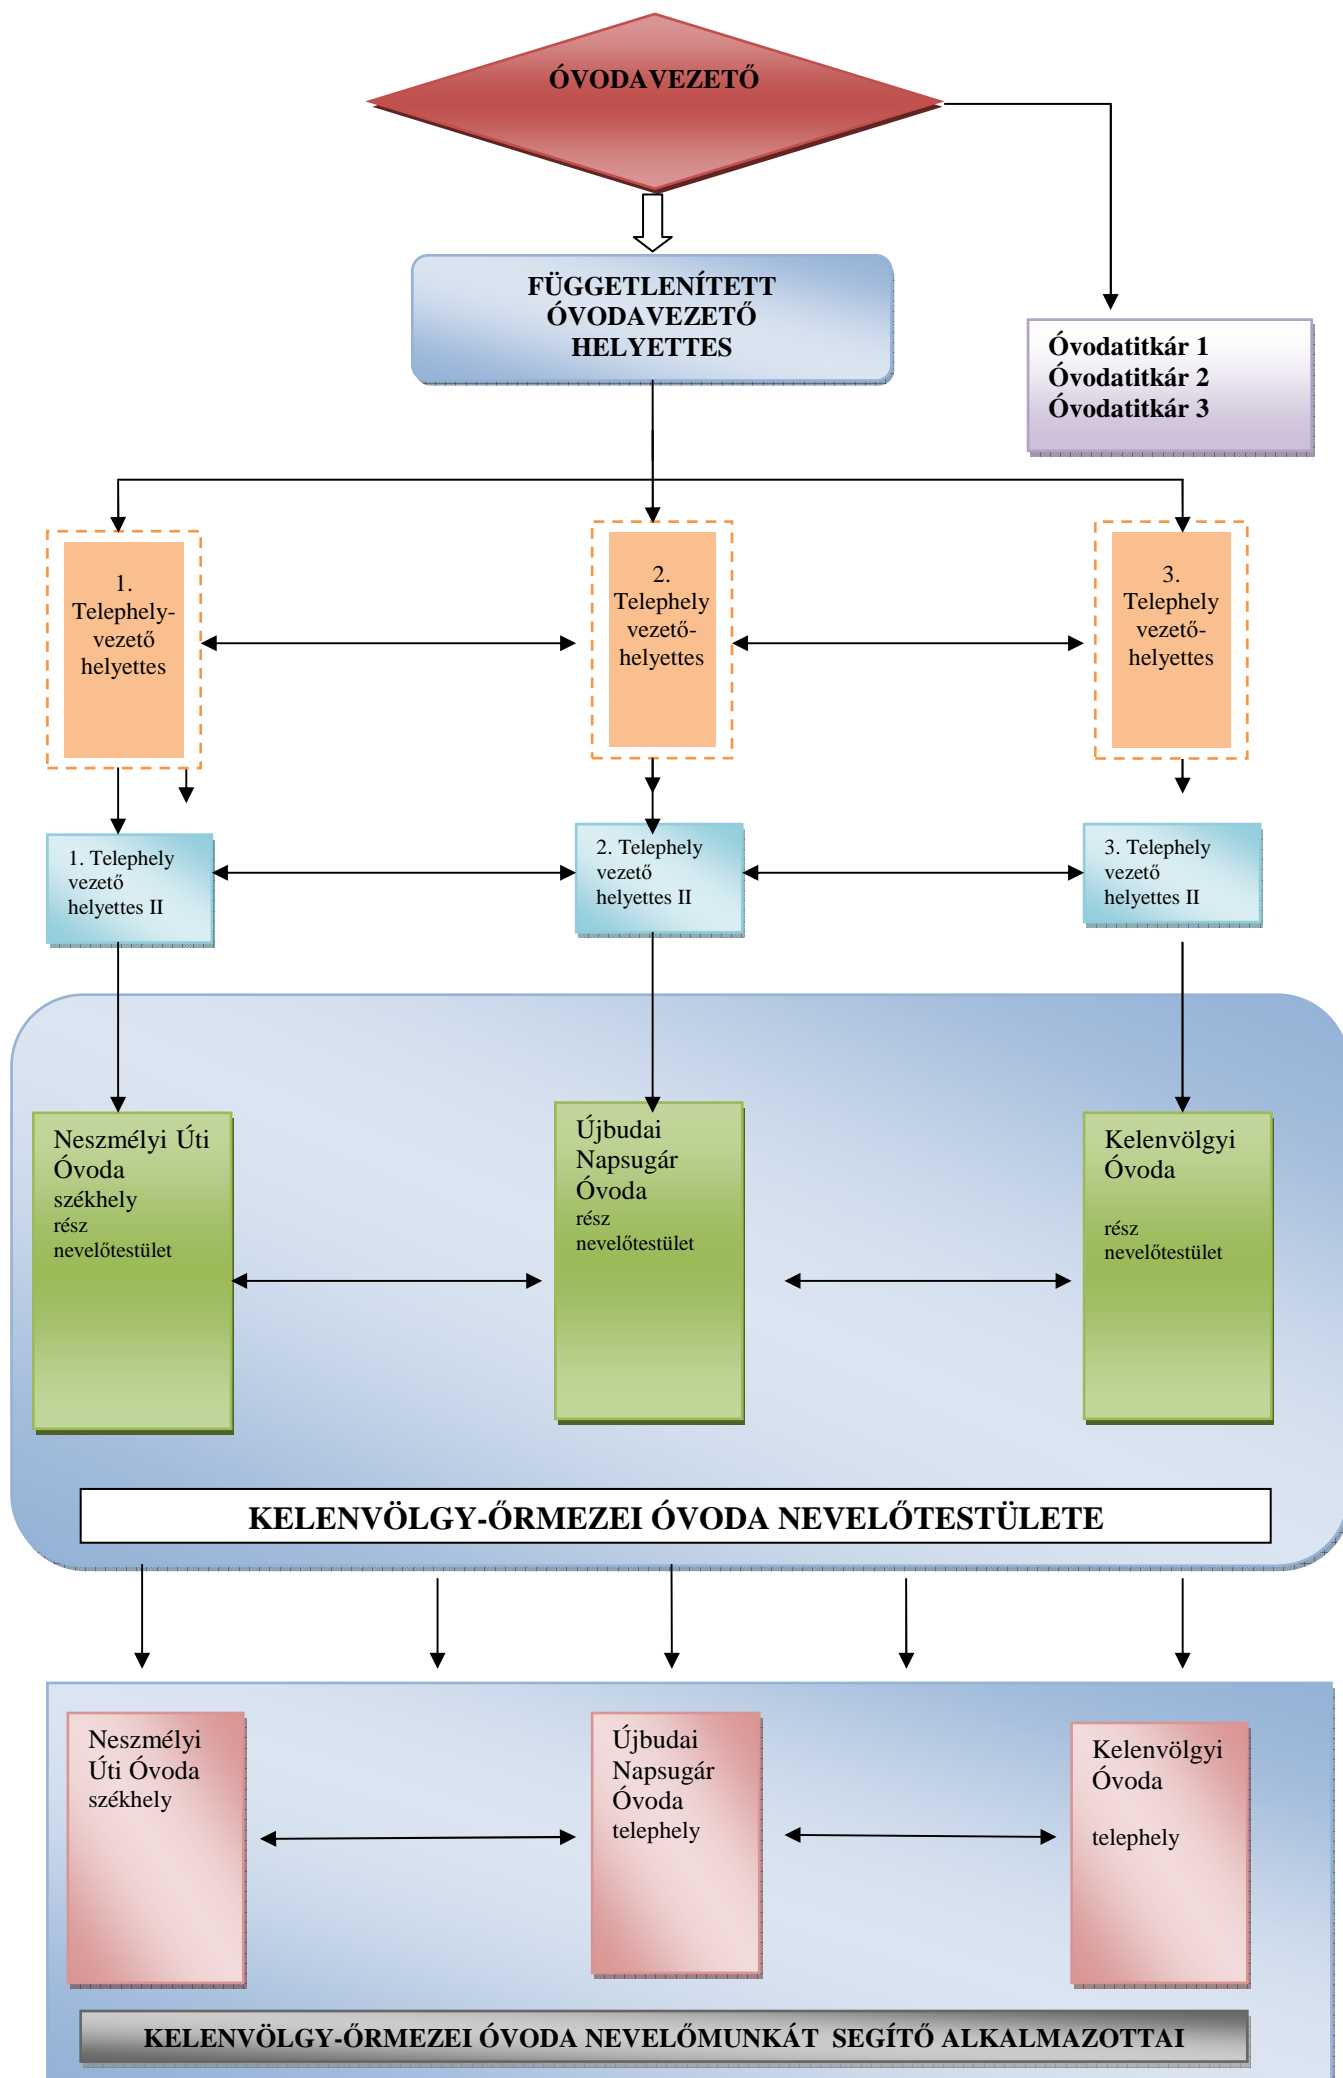 ÓVODAVEZETŐ
FÜGGETLENÍTETT
ÓVODAVEZETŐ
HELYETTES
Óvodatitkár 1
Óvodatitkár 2
Óvodatitkár 3
1.
Telephely-
vezető
helyettes
2.
Telephely
vezető-
helyettes
3.
Telephely
vezető-
helyettes
1. Telephely
vezető
helyettes II
2. Telephely
vezető
helyettes II
3. Telephely
vezető
helyettes II
Neszmélyi Úti
Óvoda
székhely
rész
nevelőtestület
Újbudai
Napsugár
Óvoda
rész
nevelőtestület
Kelenvölgyi
Óvoda
rész
nevelőtestület
KELENVÖLGY-ŐRMEZEI ÓVODA NEVELŐTESTÜLETE
Neszmélyi
Úti Óvoda
székhely
Újbudai
Napsugár
Óvoda
telephely
Kelenvölgyi
Óvoda
telephely
KELENVÖLGY-ŐRMEZEI ÓVODA NEVELŐMUNKÁT SEGÍTŐ ALKALMAZOTTAI